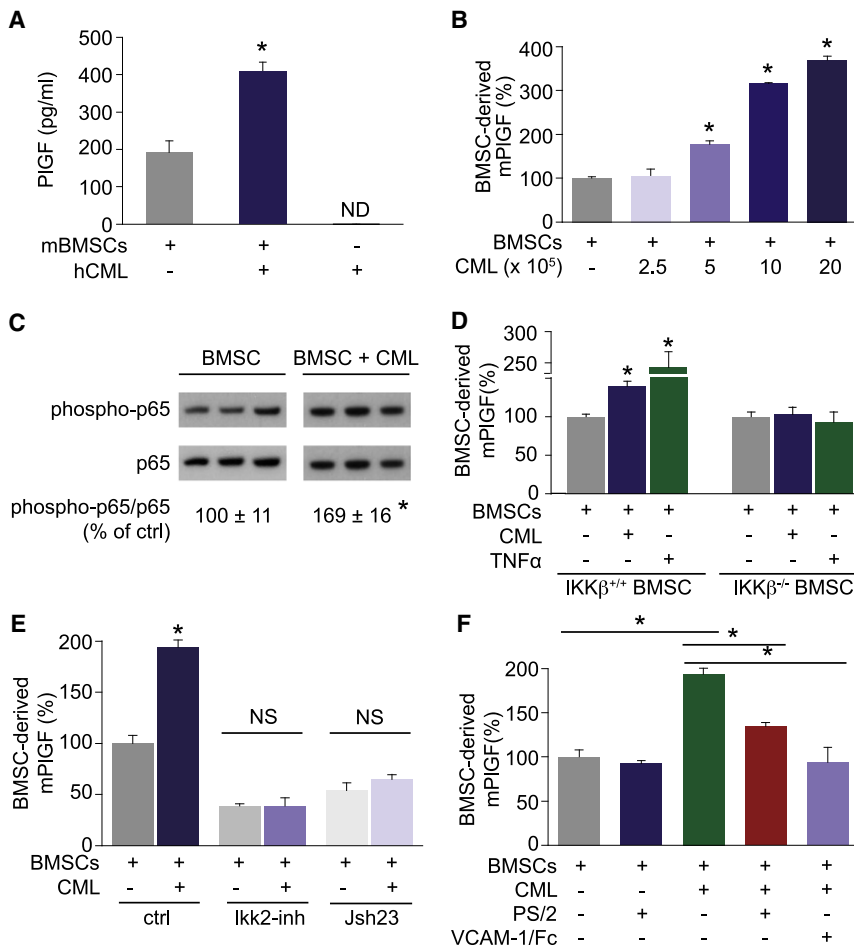 A
PlGF (pg/ml)
500
400
300
200
100
0
*
ND
mBMSCs + + -
hCML - + +
B
BMSC-derived
mPlGF (%)
400
300
200
100
0
* * *
BMSCs + + + + +
CML (x 10⁵) - 2.5 5 10 20
C
BMSC BMSC + CML
phospho-p65
p65
phospho-p65/p65
(% of ctrl)
100 ± 11 169 ± 16 *
D
BMSC-derived
mPlGF(%)
300
250
200
100
50
0
* *
BMSCs + + + + + +
CML - + - - + -
TNFα - - + - - +
IKKβ+/+ BMSC IKKβ-/- BMSC
E
BMSC-derived
mPlGF (%)
200
150
100
50
0
*
NS NS
BMSCs + + + + + +
CML - + - + - +
ctrl Ikk2-inh Jsh23
F
BMSC-derived
mPlGF(%)
200
150
100
50
0
* * *
BMSCs + + + + +
CML - - + + +
PS/2 - + - + -
VCAM-1/Fc - - - - +